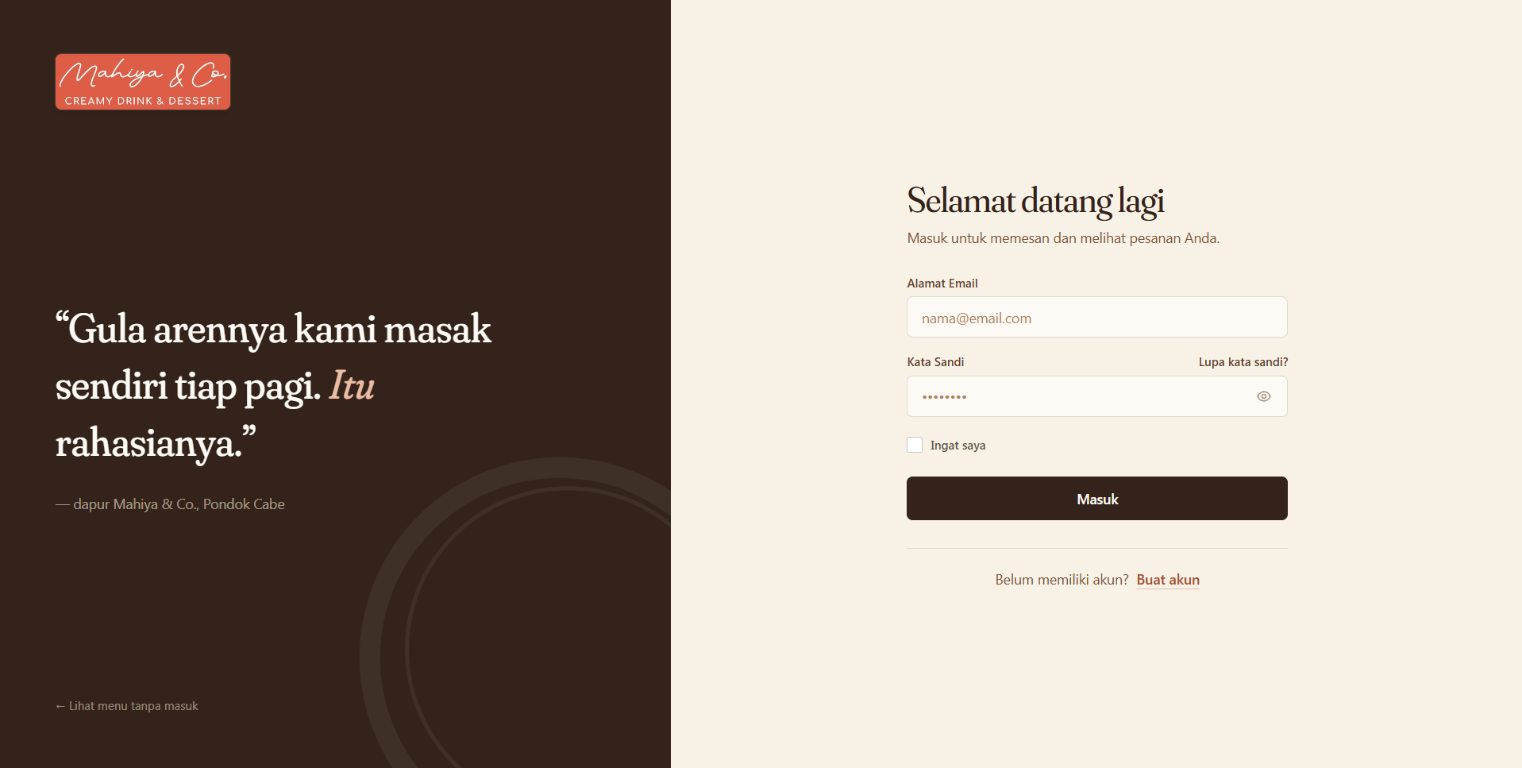 Mahiya & Co.
CREAMY DRINK & DESSERT
“Gula arennya kami masak
sendiri tiap pagi. Itu
rahasianya.”
— dapur Mahiya & Co., Pondok Cabe
← Lihat menu tanpa masuk
Selamat datang lagi
Masuk untuk memesan dan melihat pesanan Anda.
Alamat Email
nama@email.com
Kata Sandi Lupa kata sandi?
••••••••
Ingat saya
Masuk
Belum memiliki akun? Buat akun